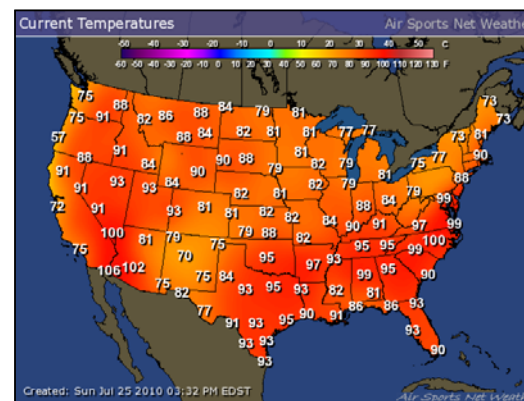 Current Temperatures Air Sports Net Weathe
-50 -40 -30 -20 -10 0 10 20 30 40 50 C
-60 -50 -40 -30 -20 -10 0 10 20 30 40 50 60 70 80 90 100 110 120 130 F
75 88 88 84 79 81 73
75 91 82 86 73
57 88 84 82 81 81 77 77 73 81
88 91 81 77 90
91 84 90 88 79 82 79 75
91 93 93 84 90 82 81 82 79 81 79 88
72 91 93 81 81 82 82 84 88 84 99
100 81 79 79 88 82 90 91 97 99
75 70 75 95 95 95 99 100
106 102 75 84 97 93 99 95 90
75 82 93 95 93 82 81
77 91 93 95 90 91 86 86 93
93 93 93
93 90
Created: Sun Jul 25 2010 03:32 PM EDST Air Sports Net Weat